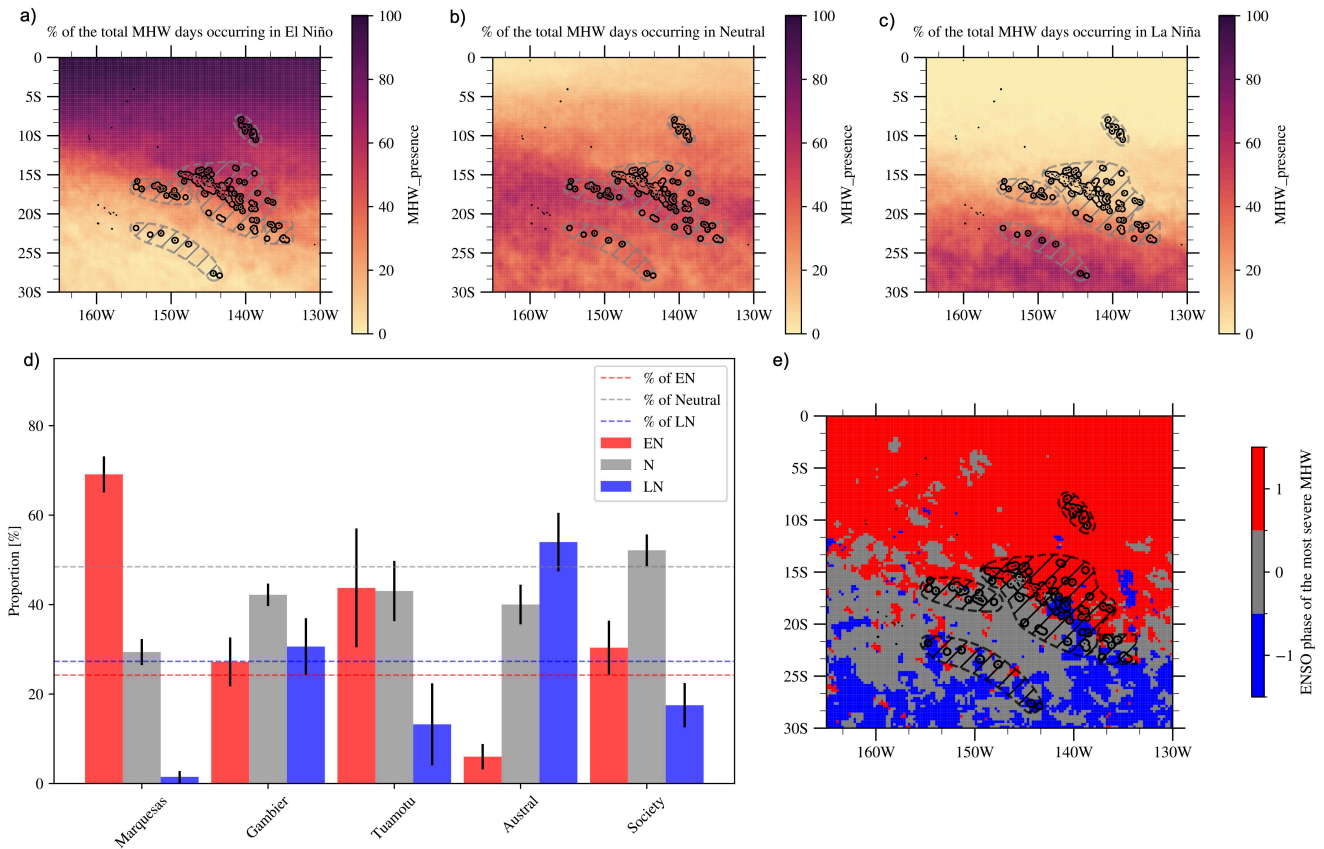 a)
% of the total MHW days occurring in El Niño
0
5S
10S
15S
20S
25S
30S
160W 150W 140W 130W
100
80
60
40
20
0
MHW_presence
b)
% of the total MHW days occurring in Neutral
0
5S
10S
15S
20S
25S
30S
160W 150W 140W 130W
100
80
60
40
20
0
MHW_presence
c)
% of the total MHW days occurring in La Niña
0
5S
10S
15S
20S
25S
30S
160W 150W 140W 130W
100
80
60
40
20
0
MHW_presence
d)
Proportion [%]
80
60
40
20
0
% of EN
% of Neutral
% of LN
EN
N
LN
Marquesas
Gambier
Tuamotu
Austral
Society
e)
0
5S
10S
15S
20S
25S
30S
160W 150W 140W 130W
1
0
−1
ENSO phase of the most severe MHW